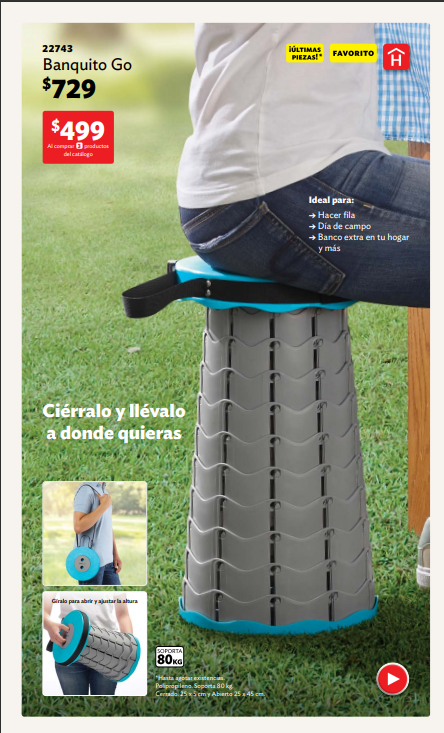 22743
Banquito Go
$729
$499
Al comprar 2 productos
del catálogo
¡ÚLTIMAS
PIEZAS!*
FAVORITO
H
Ideal para:
→ Hacer fila
→ Día de campo
→ Banco extra en tu hogar
y más
Ciérralo y llévalo
a donde quieras
Gíralo para abrir y ajustar la altura
SOPORTA
80KG
*Hasta agotar existencias.
Polipropileno. Soporta 80 kg.
Cerrado: 25 x 5 cm y Abierto 25 x 45 cm.